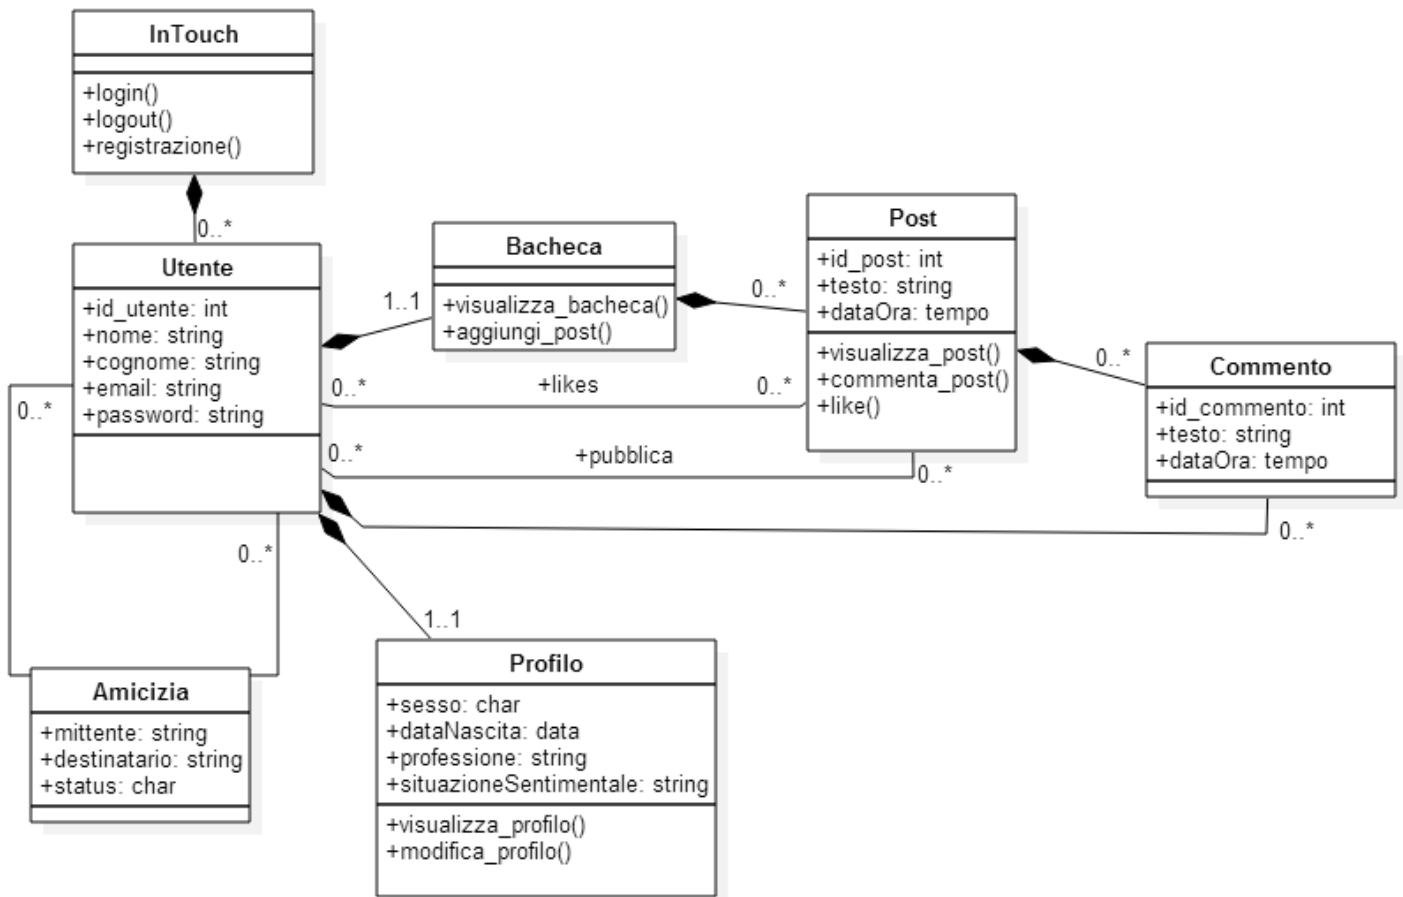 InTouch
+login()
+logout()
+registrazione()
0..*
Utente
+id_utente: int
+nome: string
+cognome: string
+email: string
+password: string
1..1
Bacheca
+visualizza_bacheca()
+aggiungi_post()
0..*
Post
+id_post: int
+testo: string
+dataOra: tempo
+visualizza_post()
+commenta_post()
+like()
0..*
Commento
+id_commento: int
+testo: string
+dataOra: tempo
0..*
+likes
0..*
0..*
+pubblica
0..*
0..*
0..*
0..*
1..1
Amicizia
+mittente: string
+destinatario: string
+status: char
Profilo
+sesso: char
+dataNascita: data
+professione: string
+situazioneSentimentale: string
+visualizza_profilo()
+modifica_profilo()